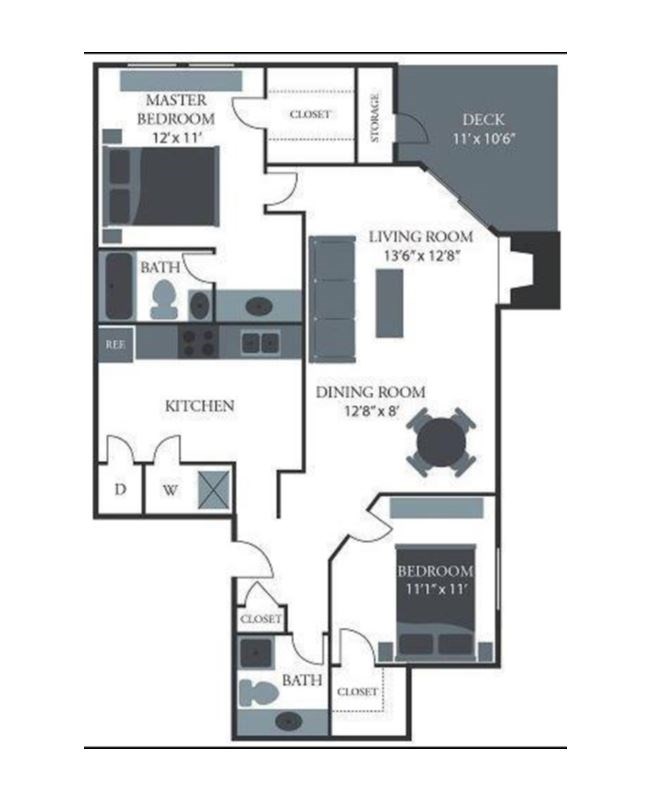 MASTER
BEDROOM
12' x 11'
CLOSET
STORAGE
DECK
11' x 10'6"
LIVING ROOM
13'6" x 12'8"
BATH
REF.
KITCHEN
DINING ROOM
12'8" x 8'
D
W
BEDROOM
11'1" x 11'
CLOSET
BATH
CLOSET